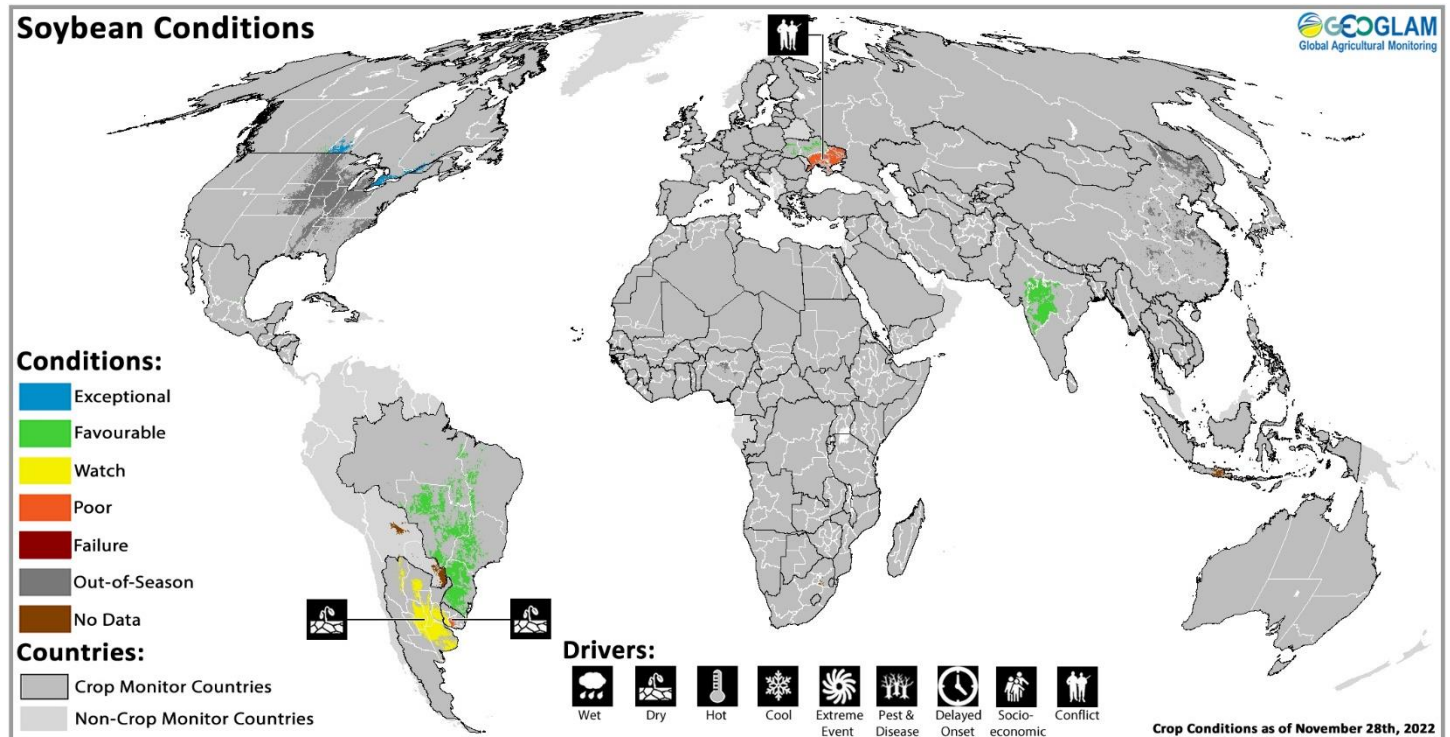 Soybean Conditions
GEOGLAM
Global Agricultural Monitoring
Conditions:
Exceptional
Favourable
Watch
Poor
Failure
Out-of-Season
No Data
Countries:
Crop Monitor Countries
Non-Crop Monitor Countries
Drivers:
Wet
Dry
Hot
Cool
Extreme
Event
Pest &
Disease
Delayed
Onset
Socio-
economic
Conflict
Crop Conditions as of November 28th, 2022